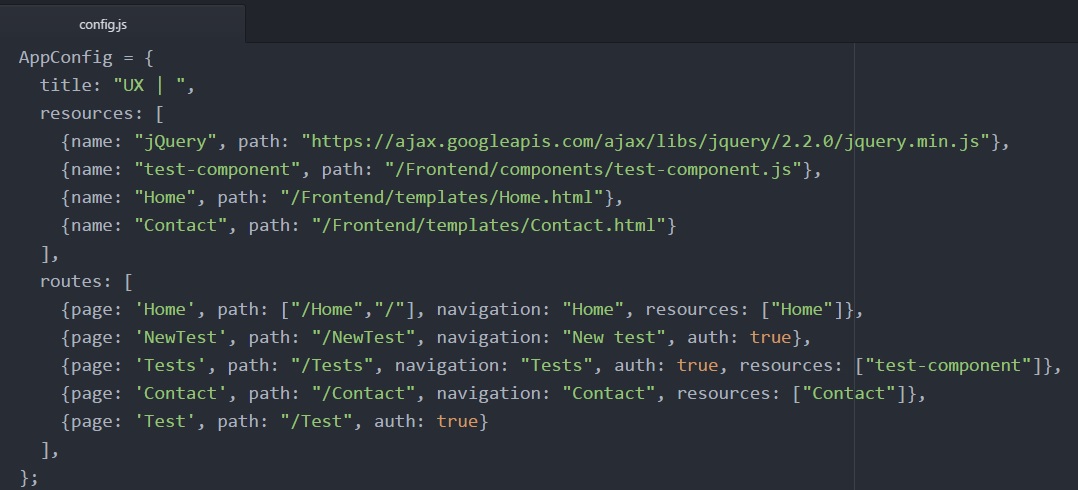 config.js
AppConfig = {
  title: "UX | ",
  resources: [
    {name: "jQuery", path: "https://ajax.googleapis.com/ajax/libs/jquery/2.2.0/jquery.min.js"},
    {name: "test-component", path: "/Frontend/components/test-component.js"},
    {name: "Home", path: "/Frontend/templates/Home.html"},
    {name: "Contact", path: "/Frontend/templates/Contact.html"}
  ],
  routes: [
    {page: 'Home', path: ["/Home","/"], navigation: "Home", resources: ["Home"]},
    {page: 'NewTest', path: "/NewTest", navigation: "New test", auth: true},
    {page: 'Tests', path: "/Tests", navigation: "Tests", auth: true, resources: ["test-component"]},
    {page: 'Contact', path: "/Contact", navigation: "Contact", resources: ["Contact"]},
    {page: 'Test', path: "/Test", auth: true}
  ],
};